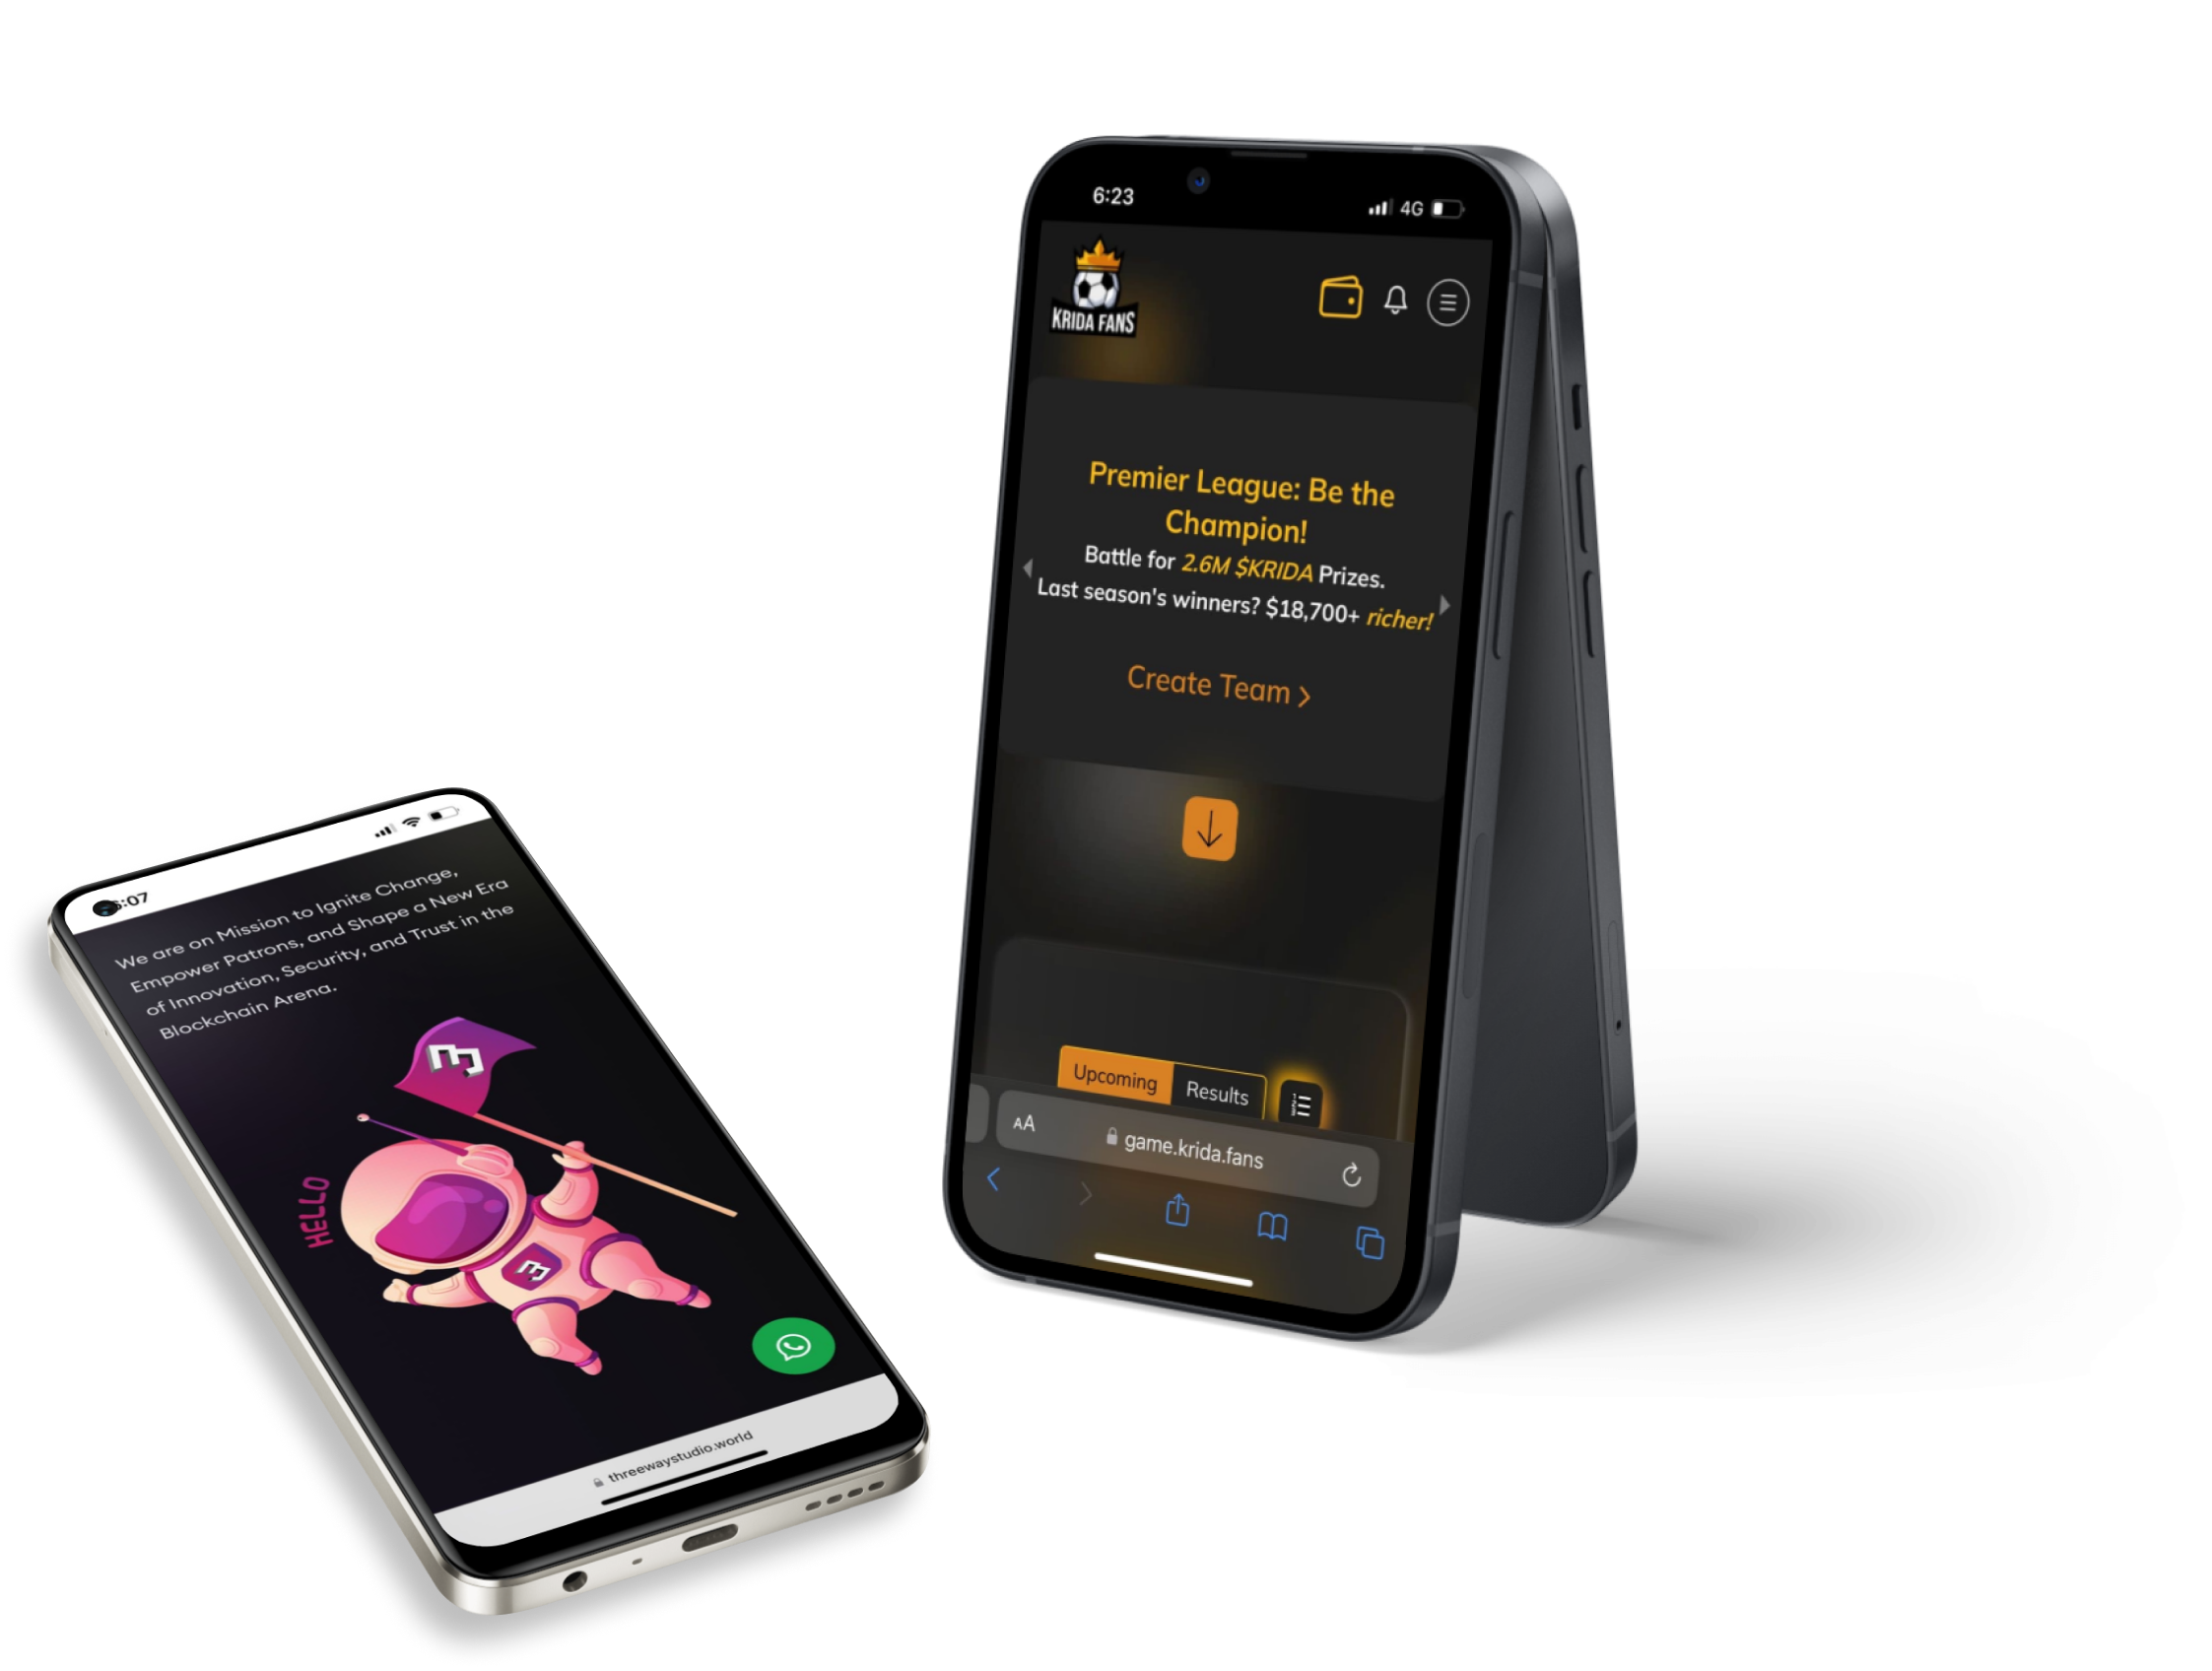 6:23
4G
KRIDA FANS
Premier League: Be the
Champion!
Battle for 2.6M $KRIDA Prizes.
Last season's winners? $18,700+ richer!
Create Team
Upcoming
Results
AA
game.krida.fans
:07
We are on Mission to Ignite Change,
Empower Patrons, and Shape a New Era
of Innovation, Security, and Trust in the
Blockchain Arena.
HELLO
threewaystudio.world